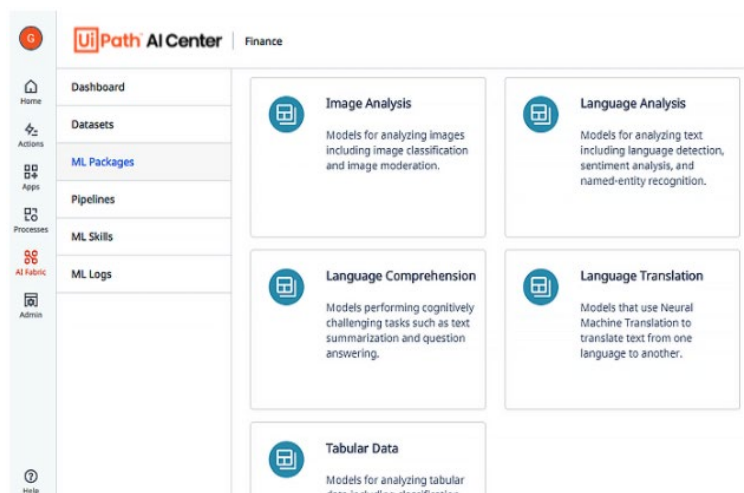 G
UiPath AI Center
Finance
Home
Actions
Apps
Processes
AI Fabric
Admin
Help
Dashboard
Datasets
ML Packages
Pipelines
ML Skills
ML Logs
Image Analysis
Models for analyzing images
including image classification
and image moderation.
Language Analysis
Models for analyzing text
including language detection,
sentiment analysis, and
named-entity recognition.
Language Comprehension
Models performing cognitively
challenging tasks such as text
summarization and question
answering.
Language Translation
Models that use Neural
Machine Translation to
translate text from one
language to another.
Tabular Data
Models for analyzing tabular
data including classification